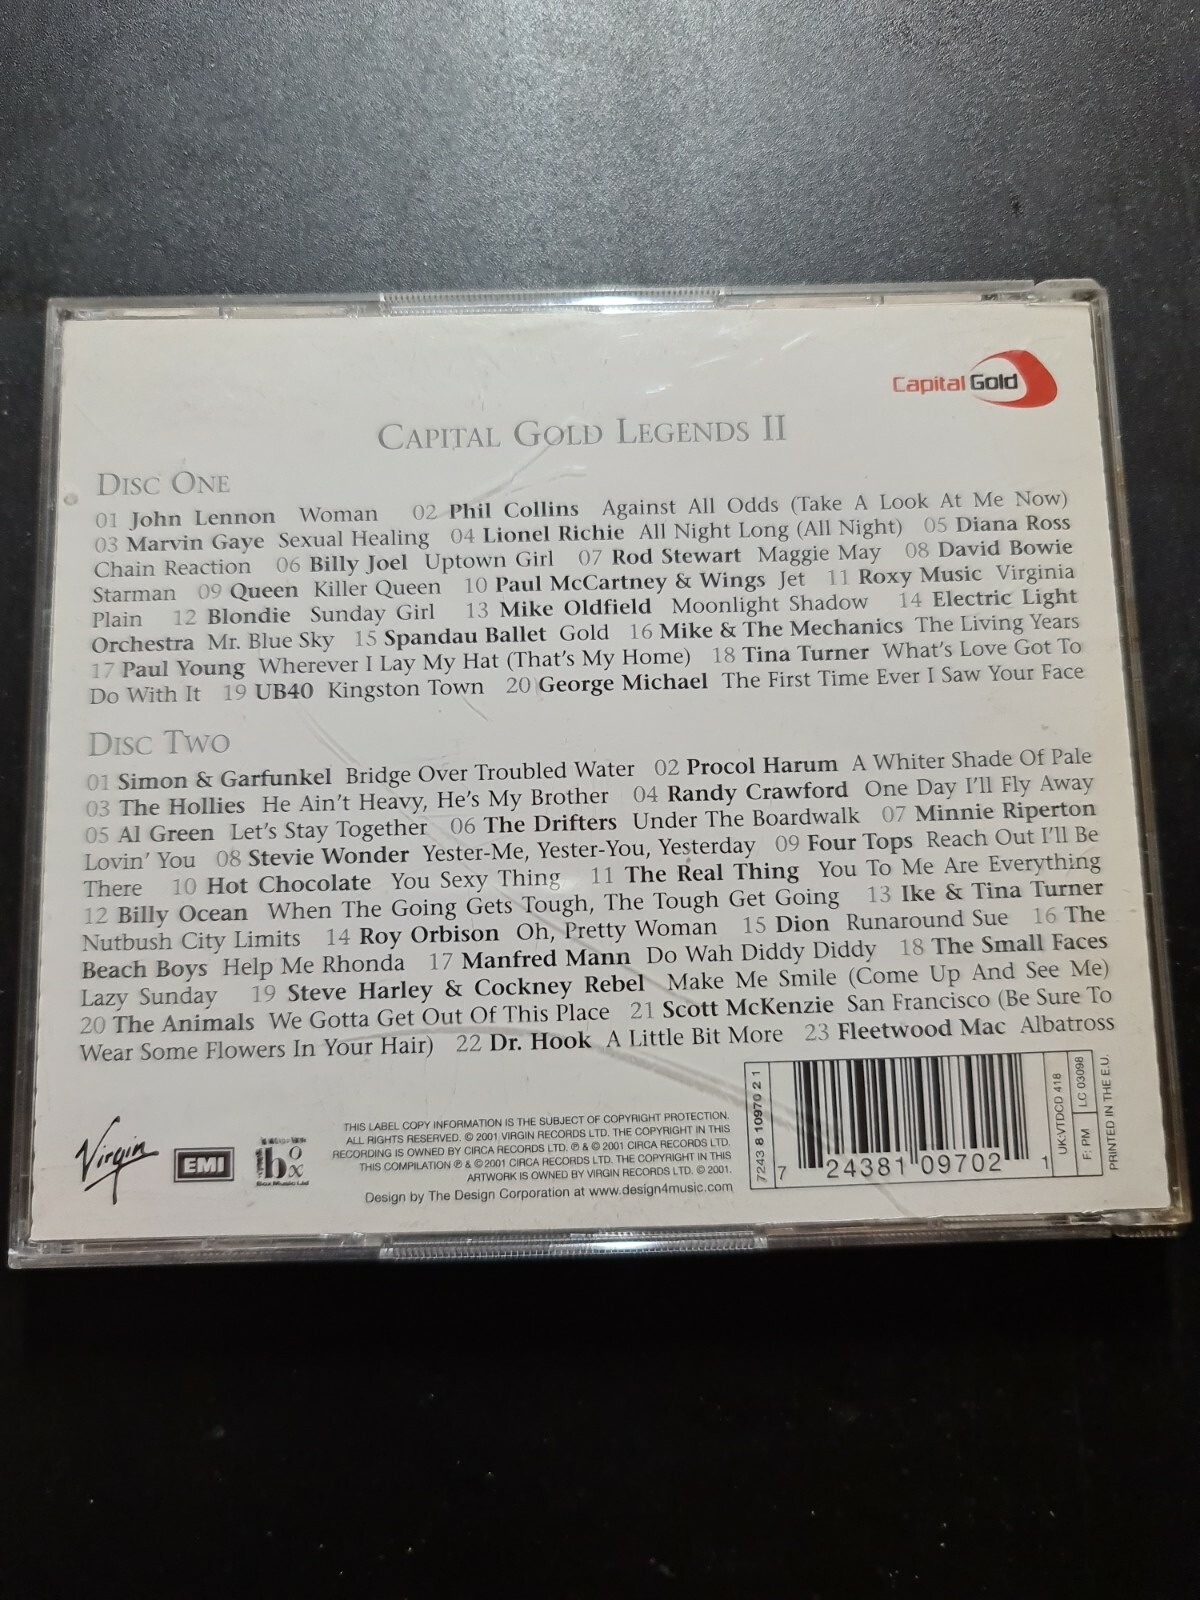 Capital Gold
CAPITAL GOLD LEGENDS II
DISC ONE
01 John Lennon Woman 02 Phil Collins Against All Odds (Take A Look At Me Now)
03 Marvin Gaye Sexual Healing 04 Lionel Richie All Night Long (All Night) 05 Diana Ross
Chain Reaction 06 Billy Joel Uptown Girl 07 Rod Stewart Maggie May 08 David Bowie
Starman 09 Queen Killer Queen 10 Paul McCartney & Wings Jet 11 Roxy Music Virginia
Plain 12 Blondie Sunday Girl 13 Mike Oldfield Moonlight Shadow 14 Electric Light
Orchestra Mr. Blue Sky 15 Spandau Ballet Gold 16 Mike & The Mechanics The Living Years
17 Paul Young Wherever I Lay My Hat (That's My Home) 18 Tina Turner What's Love Got To
Do With It 19 UB40 Kingston Town 20 George Michael The First Time Ever I Saw Your Face
DISC TWO
01 Simon & Garfunkel Bridge Over Troubled Water 02 Procol Harum A Whiter Shade Of Pale
03 The Hollies He Ain't Heavy, He's My Brother 04 Randy Crawford One Day I'll Fly Away
05 Al Green Let's Stay Together 06 The Drifters Under The Boardwalk 07 Minnie Riperton
Lovin' You 08 Stevie Wonder Yester-Me, Yester-You, Yesterday 09 Four Tops Reach Out I'll Be
There 10 Hot Chocolate You Sexy Thing 11 The Real Thing You To Me Are Everything
12 Billy Ocean When The Going Gets Tough, The Tough Get Going 13 Ike & Tina Turner
Nutbush City Limits 14 Roy Orbison Oh, Pretty Woman 15 Dion Runaround Sue 16 The
Beach Boys Help Me Rhonda 17 Manfred Mann Do Wah Diddy Diddy 18 The Small Faces
Lazy Sunday 19 Steve Harley & Cockney Rebel Make Me Smile (Come Up And See Me)
20 The Animals We Gotta Get Out Of This Place 21 Scott McKenzie San Francisco (Be Sure To
Wear Some Flowers In Your Hair) 22 Dr. Hook A Little Bit More 23 Fleetwood Mac Albatross
Virgin
EMI
box
Box Music Ltd
THIS LABEL COPY INFORMATION IS THE SUBJECT OF COPYRIGHT PROTECTION.
ALL RIGHTS RESERVED. © 2001 VIRGIN RECORDS LTD. THE COPYRIGHT IN THIS
RECORDING IS OWNED BY CIRCA RECORDS LTD. ℗ & © 2001 CIRCA RECORDS LTD.
THIS COMPILATION ℗ & © 2001 CIRCA RECORDS LTD. THE COPYRIGHT IN THIS
ARTWORK IS OWNED BY VIRGIN RECORDS LTD. © 2001.
Design by The Design Corporation at www.design4music.com
7243 8 10970 2 1
7 24381 09702 1
UK:VTDCD 418
F: PM LC 03098
PRINTED IN THE E.U.